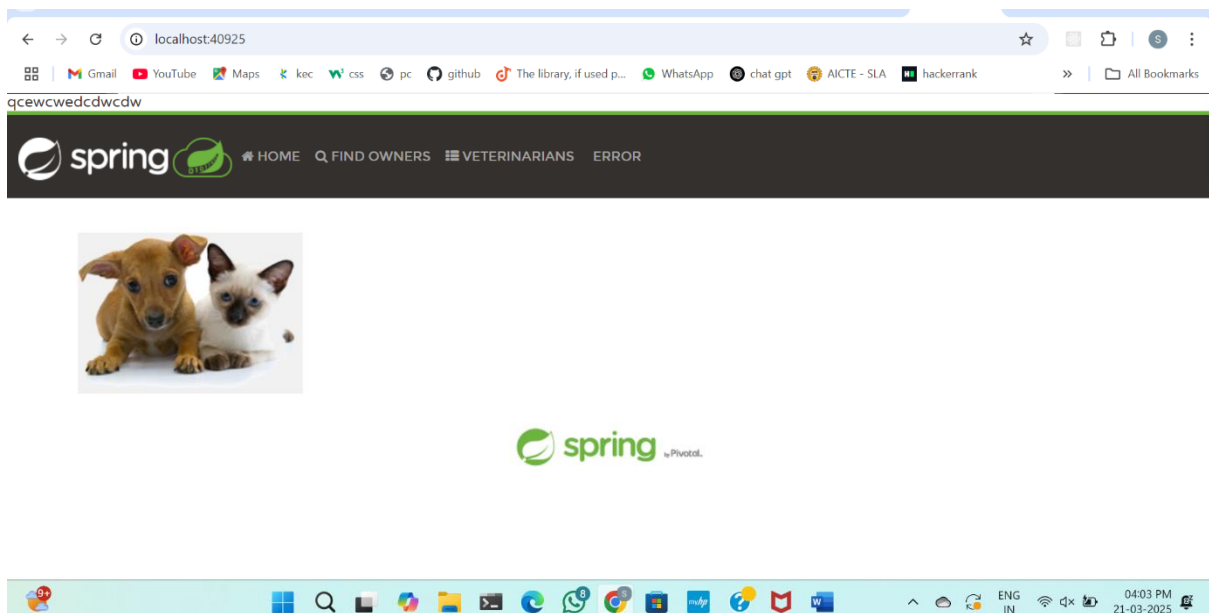 localhost:40925
S
Gmail YouTube Maps kec css pc github The library, if used p... WhatsApp chat gpt AICTE - SLA hackerrank » All Bookmarks
qcewcwedcdwcdw
spring HOME FIND OWNERS VETERINARIANS ERROR
spring by Pivotal.
9+ ENG 04:03 PM
IN 21-03-2025